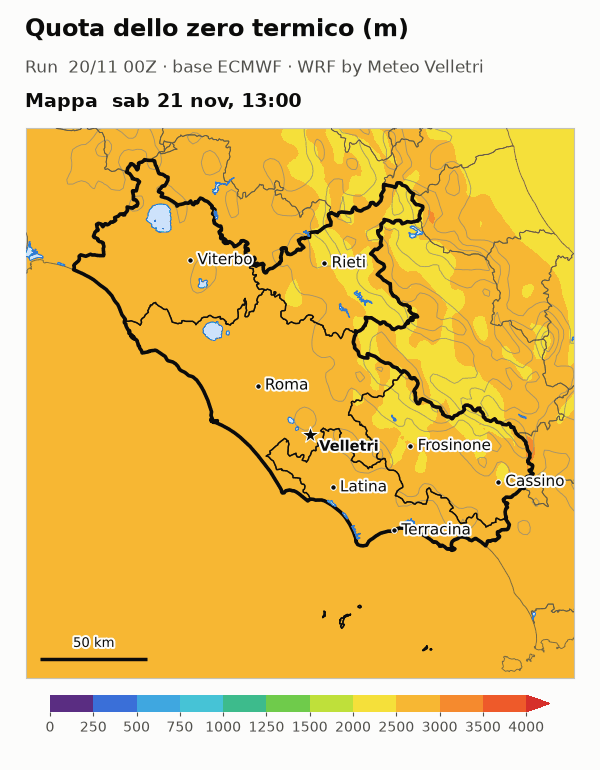 Quota dello zero termico (m)
Run  20/11 00Z · base ECMWF · WRF by Meteo Velletri
Mappa  sab 21 nov, 13:00
Viterbo
Rieti
Roma
Velletri
Frosinone
Cassino
Latina
Terracina
50 km
0 250 500 750 1000 1250 1500 2000 2500 3000 3500 4000